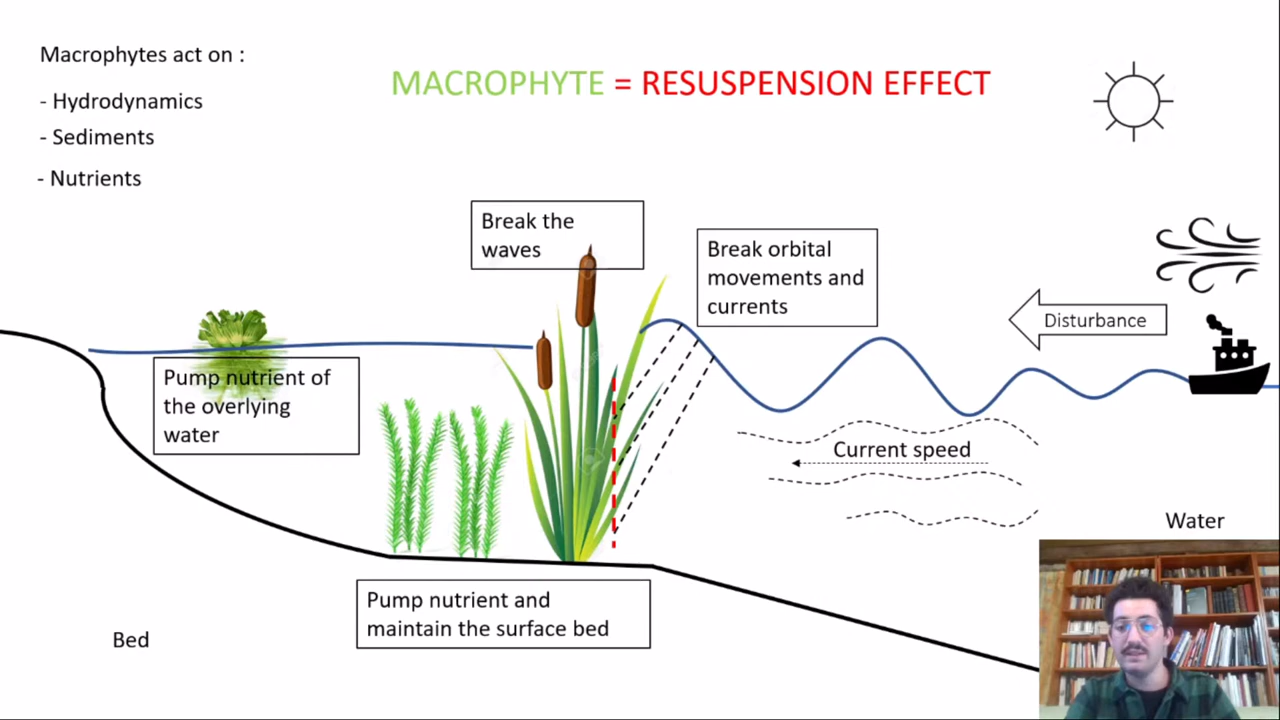 Macrophytes act on :
- Hydrodynamics
- Sediments
- Nutrients
MACROPHYTE = RESUSPENSION EFFECT
Break the
waves
Break orbital
movements and
currents
Disturbance
Pump nutrient of
the overlying
water
Current speed
Water
Pump nutrient and
maintain the surface bed
Bed